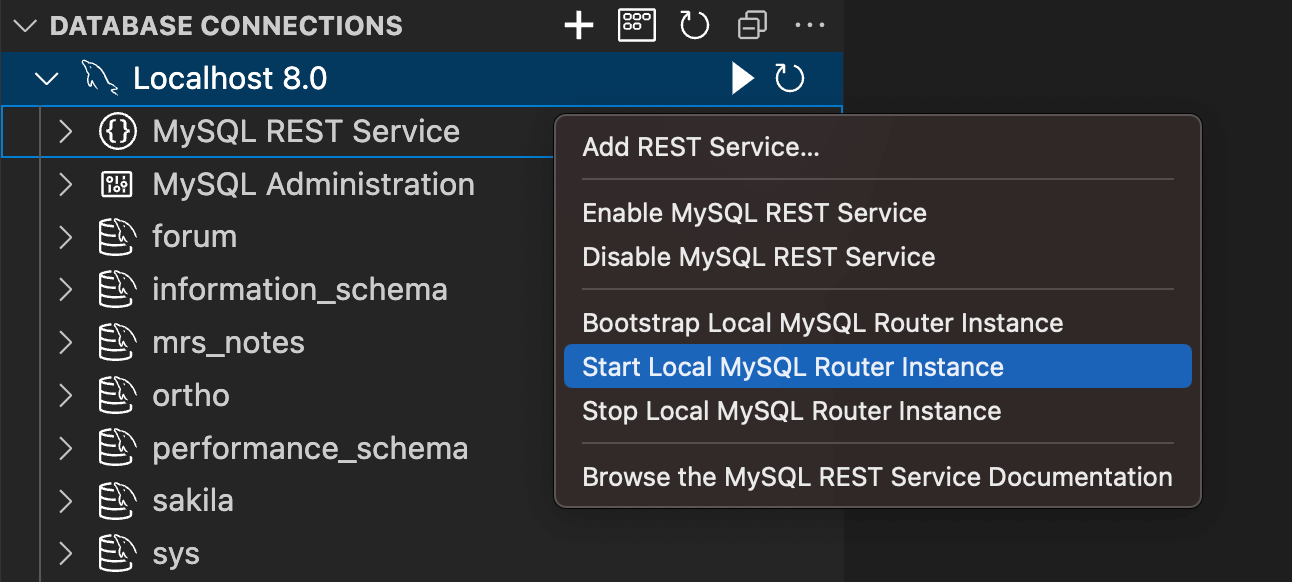 DATABASE CONNECTIONS
Localhost 8.0
MySQL REST Service
MySQL Administration
forum
information_schema
mrs_notes
ortho
performance_schema
sakila
sys
Add REST Service...
Enable MySQL REST Service
Disable MySQL REST Service
Bootstrap Local MySQL Router Instance
Start Local MySQL Router Instance
Stop Local MySQL Router Instance
Browse the MySQL REST Service Documentation